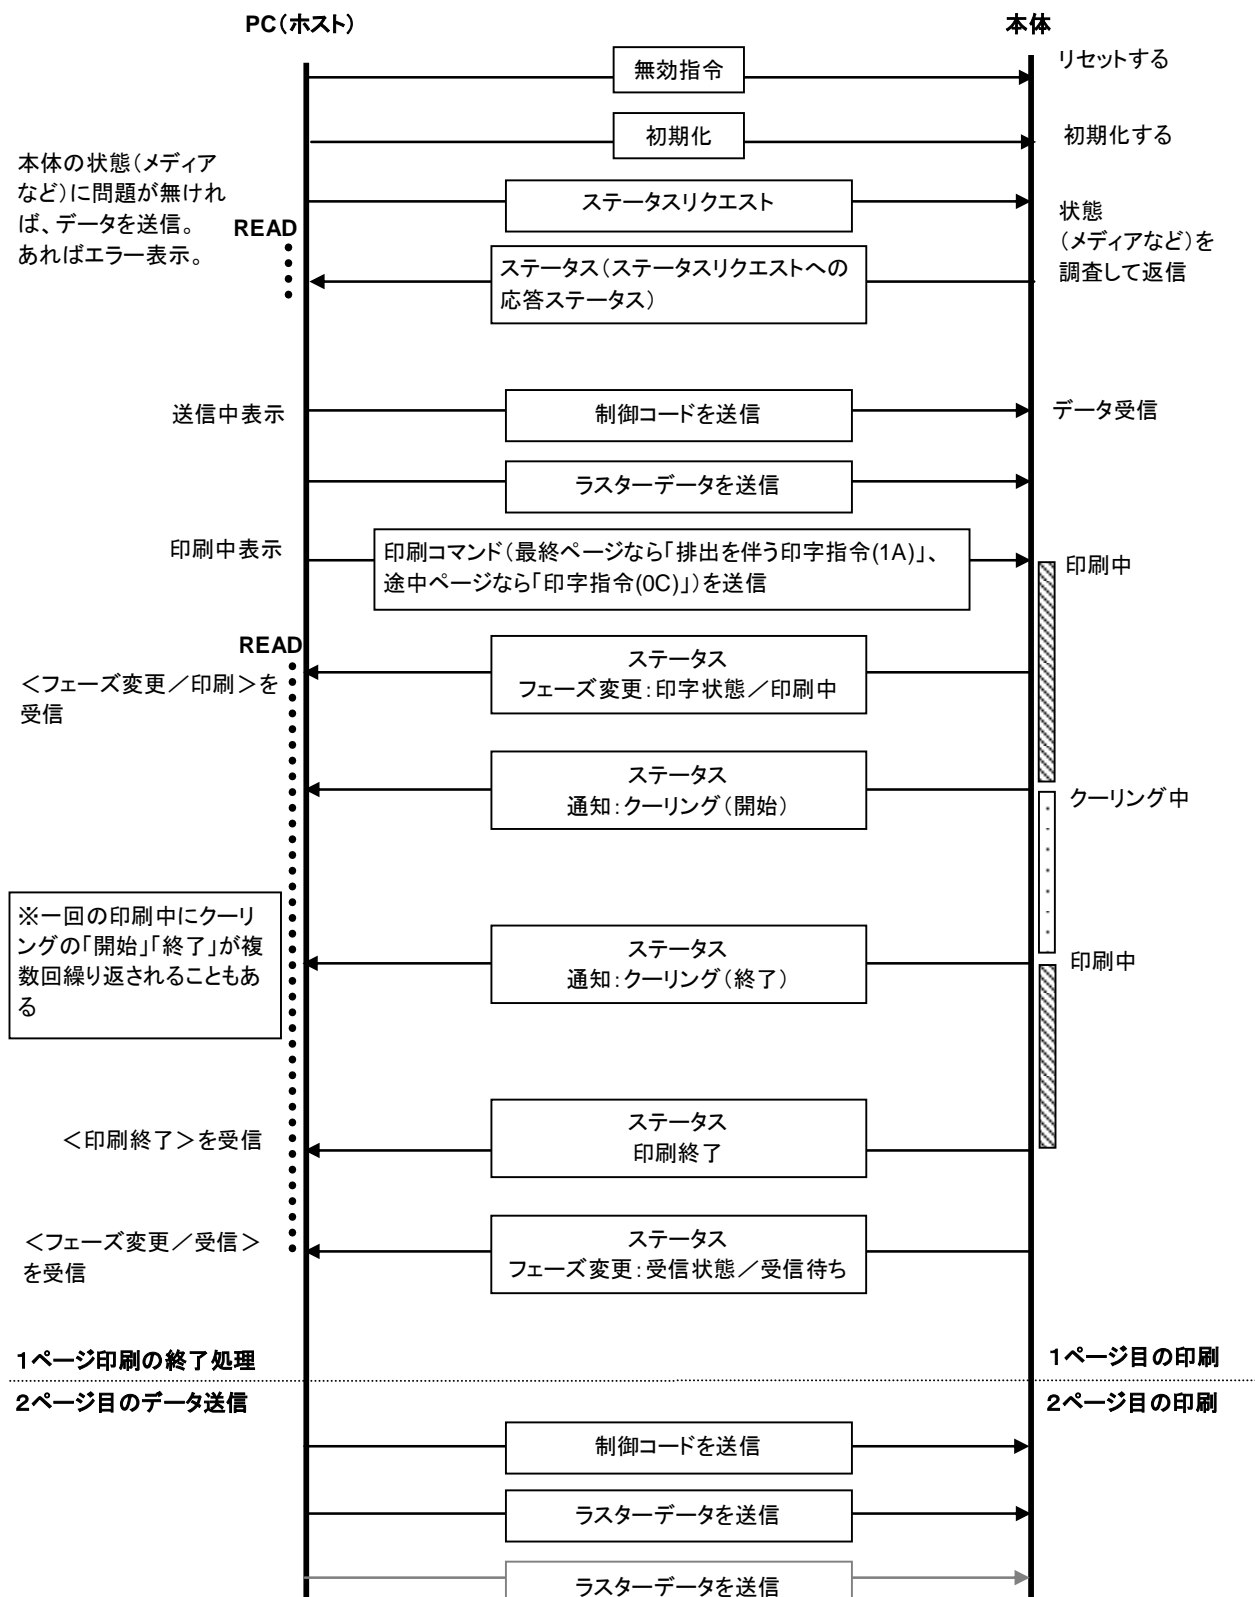 PC(ホスト)
本体
無効指令
リセットする
初期化
初期化する
本体の状態(メディア
など)に問題が無けれ
ば、データを送信。
あればエラー表示。
READ
ステータスリクエスト
状態
(メディアなど)を
調査して返信
ステータス(ステータスリクエストへの
応答ステータス)
送信中表示
制御コードを送信
データ受信
ラスターデータを送信
印刷中表示
印刷コマンド(最終ページなら「排出を伴う印字指令(1A)」、
途中ページなら「印字指令(0C)」)を送信
印刷中
READ
<フェーズ変更/印刷>を
受信
ステータス
フェーズ変更:印字状態/印刷中
ステータス
通知:クーリング(開始)
クーリング中
※一回の印刷中にクーリ
ングの「開始」「終了」が複
数回繰り返されることもあ
る
ステータス
通知:クーリング(終了)
印刷中
<印刷終了>を受信
ステータス
印刷終了
<フェーズ変更/受信>
を受信
ステータス
フェーズ変更:受信状態/受信待ち
1ページ印刷の終了処理
1ページ目の印刷
2ページ目のデータ送信
2ページ目の印刷
制御コードを送信
ラスターデータを送信
ラスターデータを送信